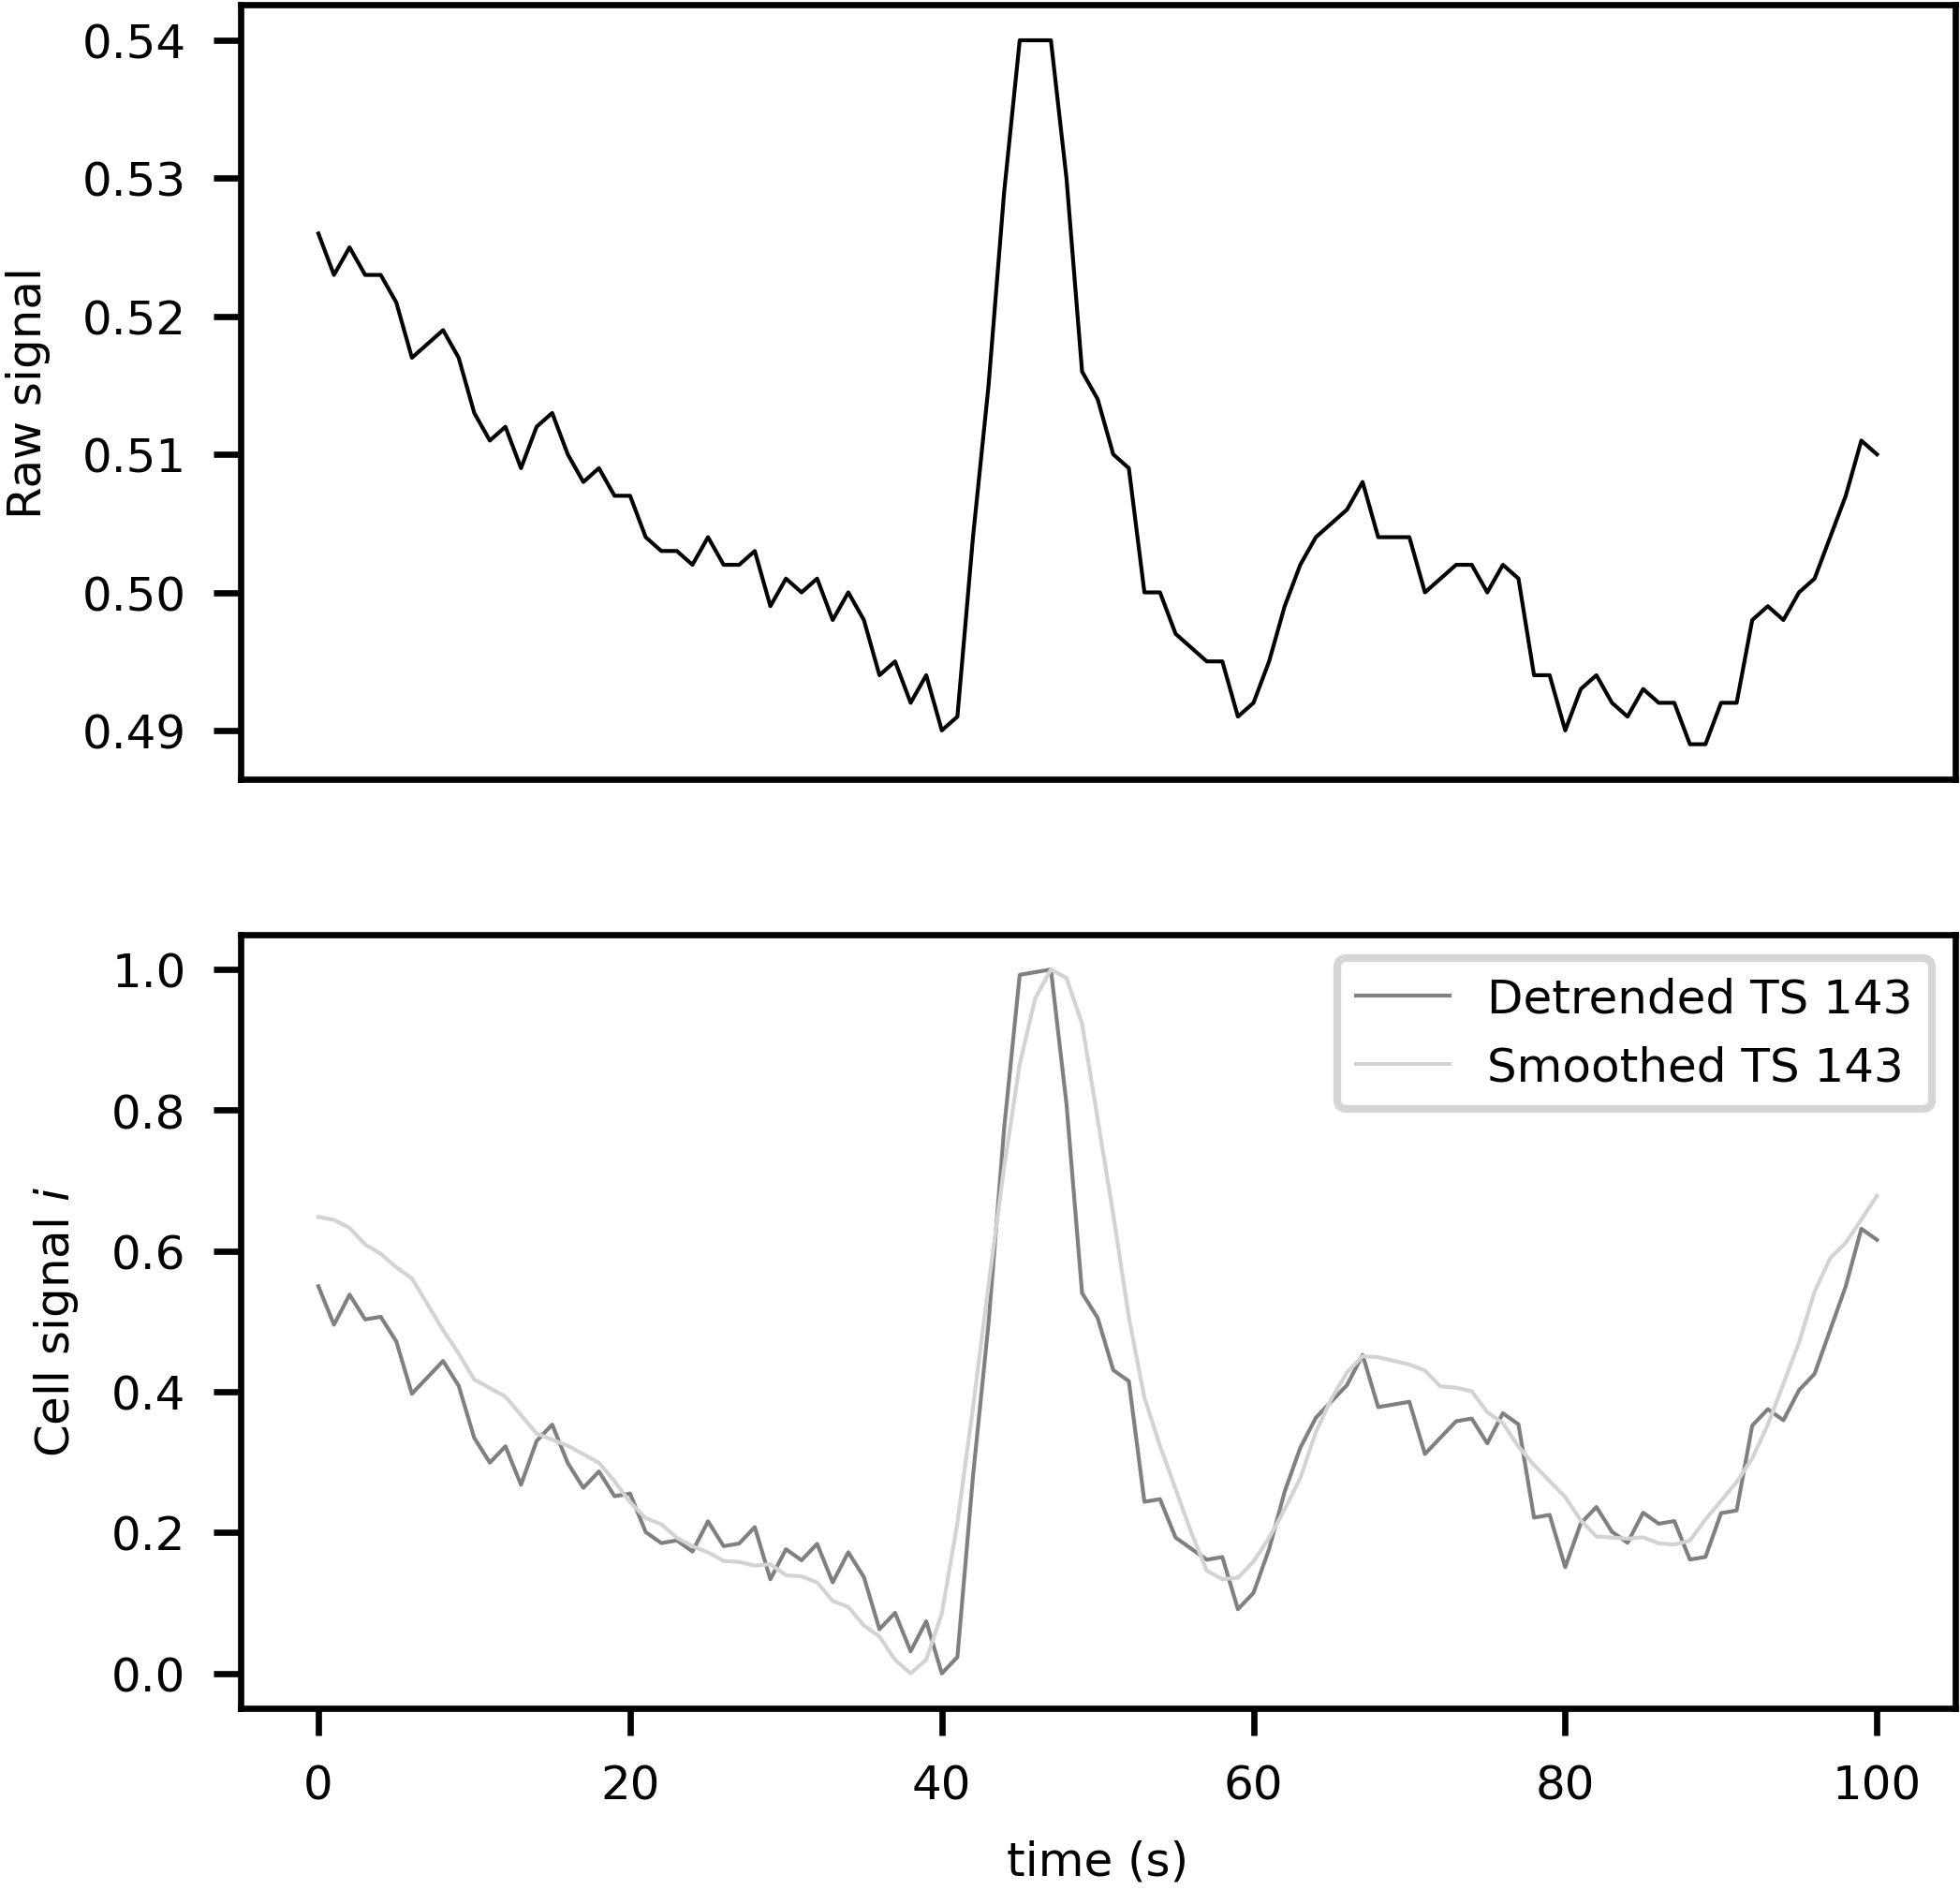 0.54
0.53
0.52
0.51
0.50
0.49
Raw signal
1.0
0.8
0.6
0.4
0.2
0.0
Cell signal i
Detrended TS 143
Smoothed TS 143
0 20 40 60 80 100
time (s)